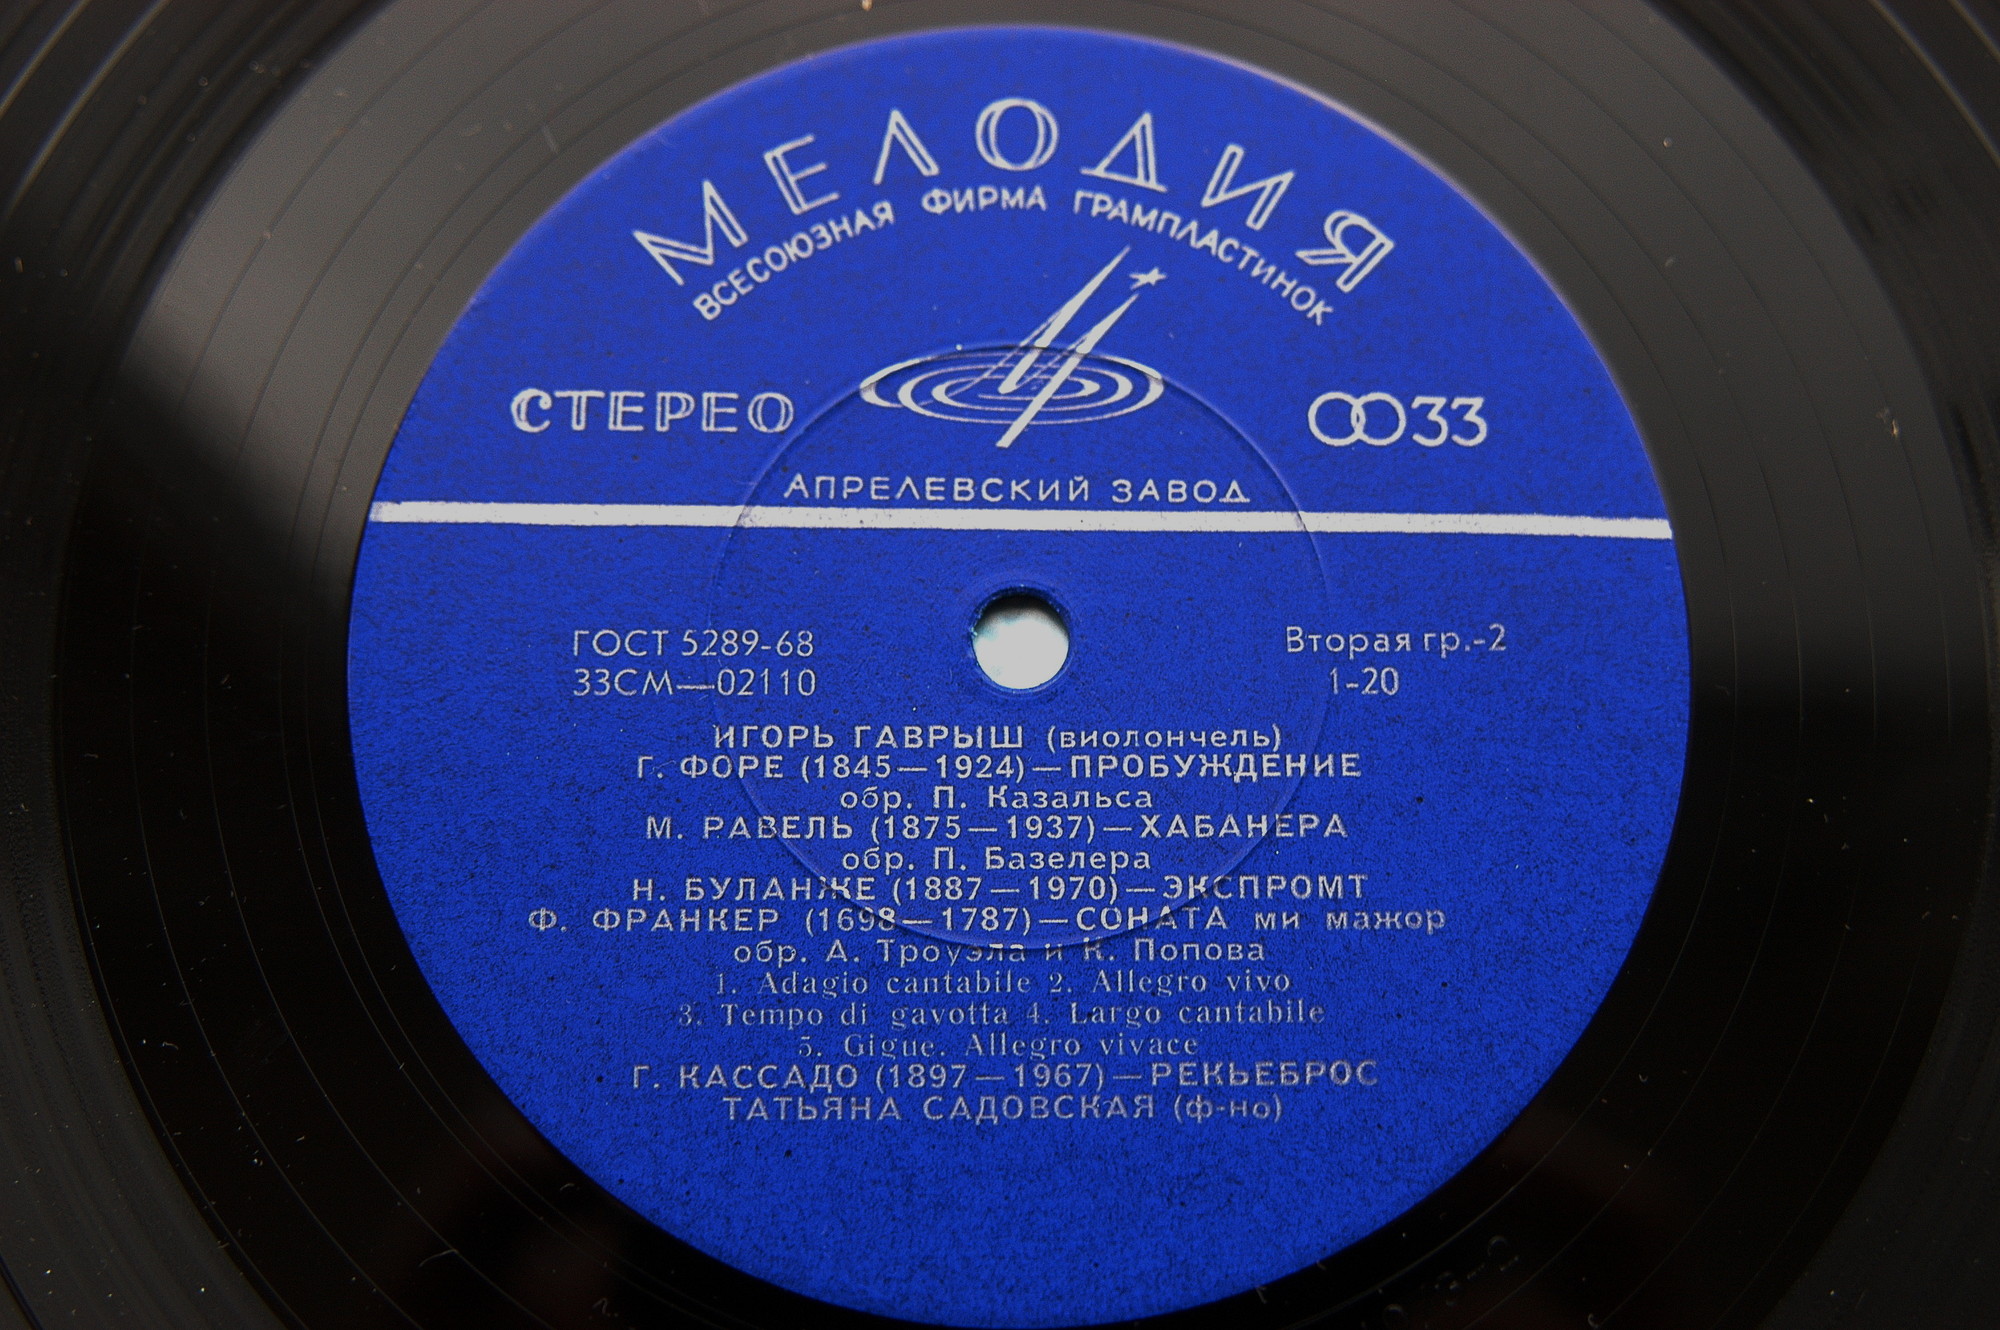 МЕЛОДИЯ
ВСЕСОЮЗНАЯ ФИРМА ГРАМПЛАСТИНОК
СТЕРЕО
33
АПРЕЛЕВСКИЙ ЗАВОД
ГОСТ 5289-68
33СМ—02110
Вторая гр.-2
1-20
ИГОРЬ ГАВРЫШ (виолончель)
Г. ФОРЕ (1845—1924)—ПРОБУЖДЕНИЕ
обр. П. Казальса
М. РАВЕЛЬ (1875—1937)—ХАБАНЕРА
обр. П. Базелера
Н. БУЛАНЖЕ (1887—1970)—ЭКСПРОМТ
Ф. ФРАНКЕР (1698—1787)—СОНАТА ми мажор
обр. А. Троуэла и К. Попова
1. Adagio cantabile 2. Allegro vivo
3. Tempo di gavotta 4. Largo cantabile
5. Gigue. Allegro vivace
Г. КАССАДО (1897—1967)—РЕКЬЕБРОС
ТАТЬЯНА САДОВСКАЯ (ф-но)